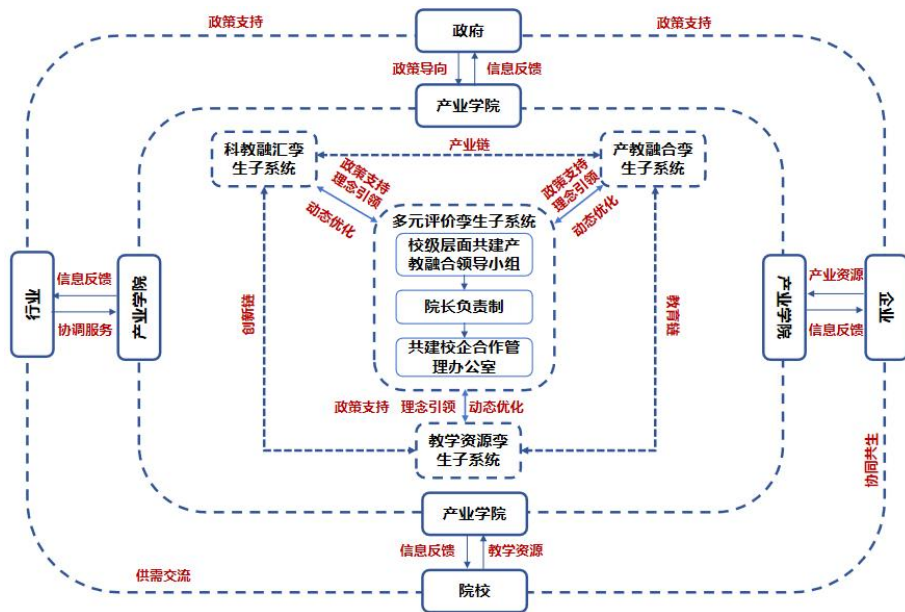 政策支持
政府
政策支持
政策导向
信息反馈
产业学院
科教融汇孪
生子系统
产业链
产教融合孪
生子系统
政策支持
理念引领
动态优化
政策支持
理念引领
动态优化
多元评价孪生子系统
校级层面共建产
教融合领导小组
院长负责制
共建校企合作管
理办公室
行业
信息反馈
协调服务
产业学院
创新链
教育链
产业学院
产业资源
信息反馈
企业
政策支持
理念引领
动态优化
教学资源孪
生子系统
协同共生
产业学院
信息反馈
教学资源
供需交流
院校